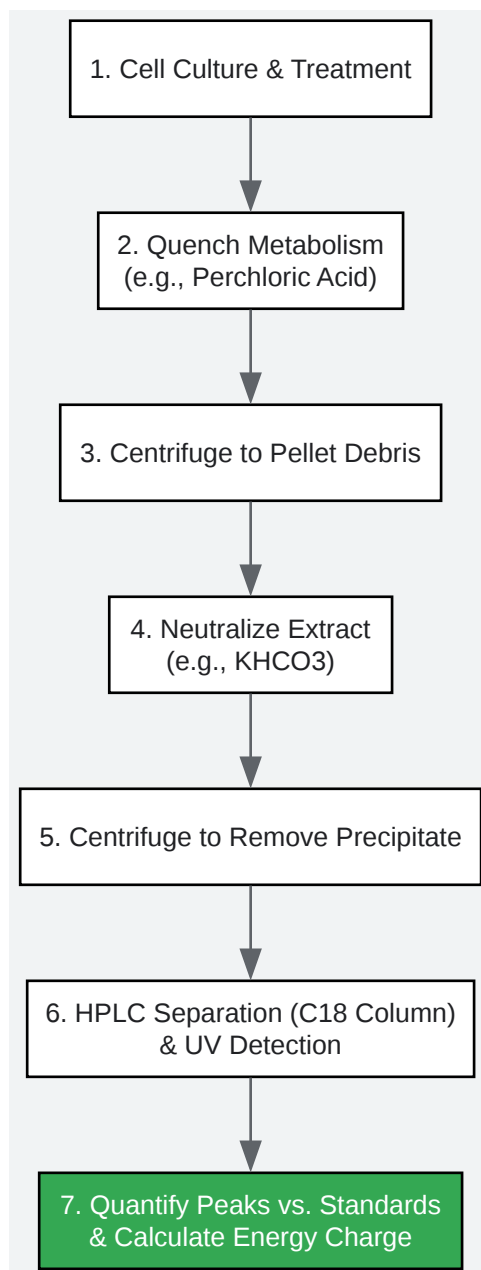 1. Cell Culture & Treatment
2. Quench Metabolism
(e.g., Perchloric Acid)
3. Centrifuge to Pellet Debris
4. Neutralize Extract
(e.g., KHCO3)
5. Centrifuge to Remove Precipitate
6. HPLC Separation (C18 Column)
& UV Detection
7. Quantify Peaks vs. Standards
& Calculate Energy Charge